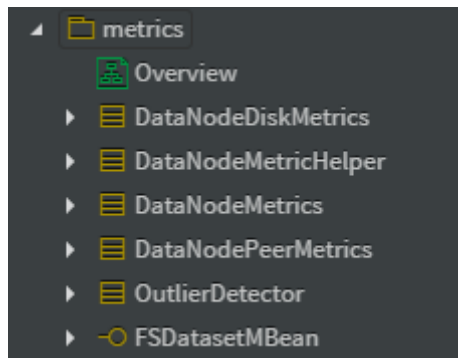 metrics
Overview
DataNodeDiskMetrics
DataNodeMetricHelper
DataNodeMetrics
DataNodePeerMetrics
OutlierDetector
FSDatasetMBean